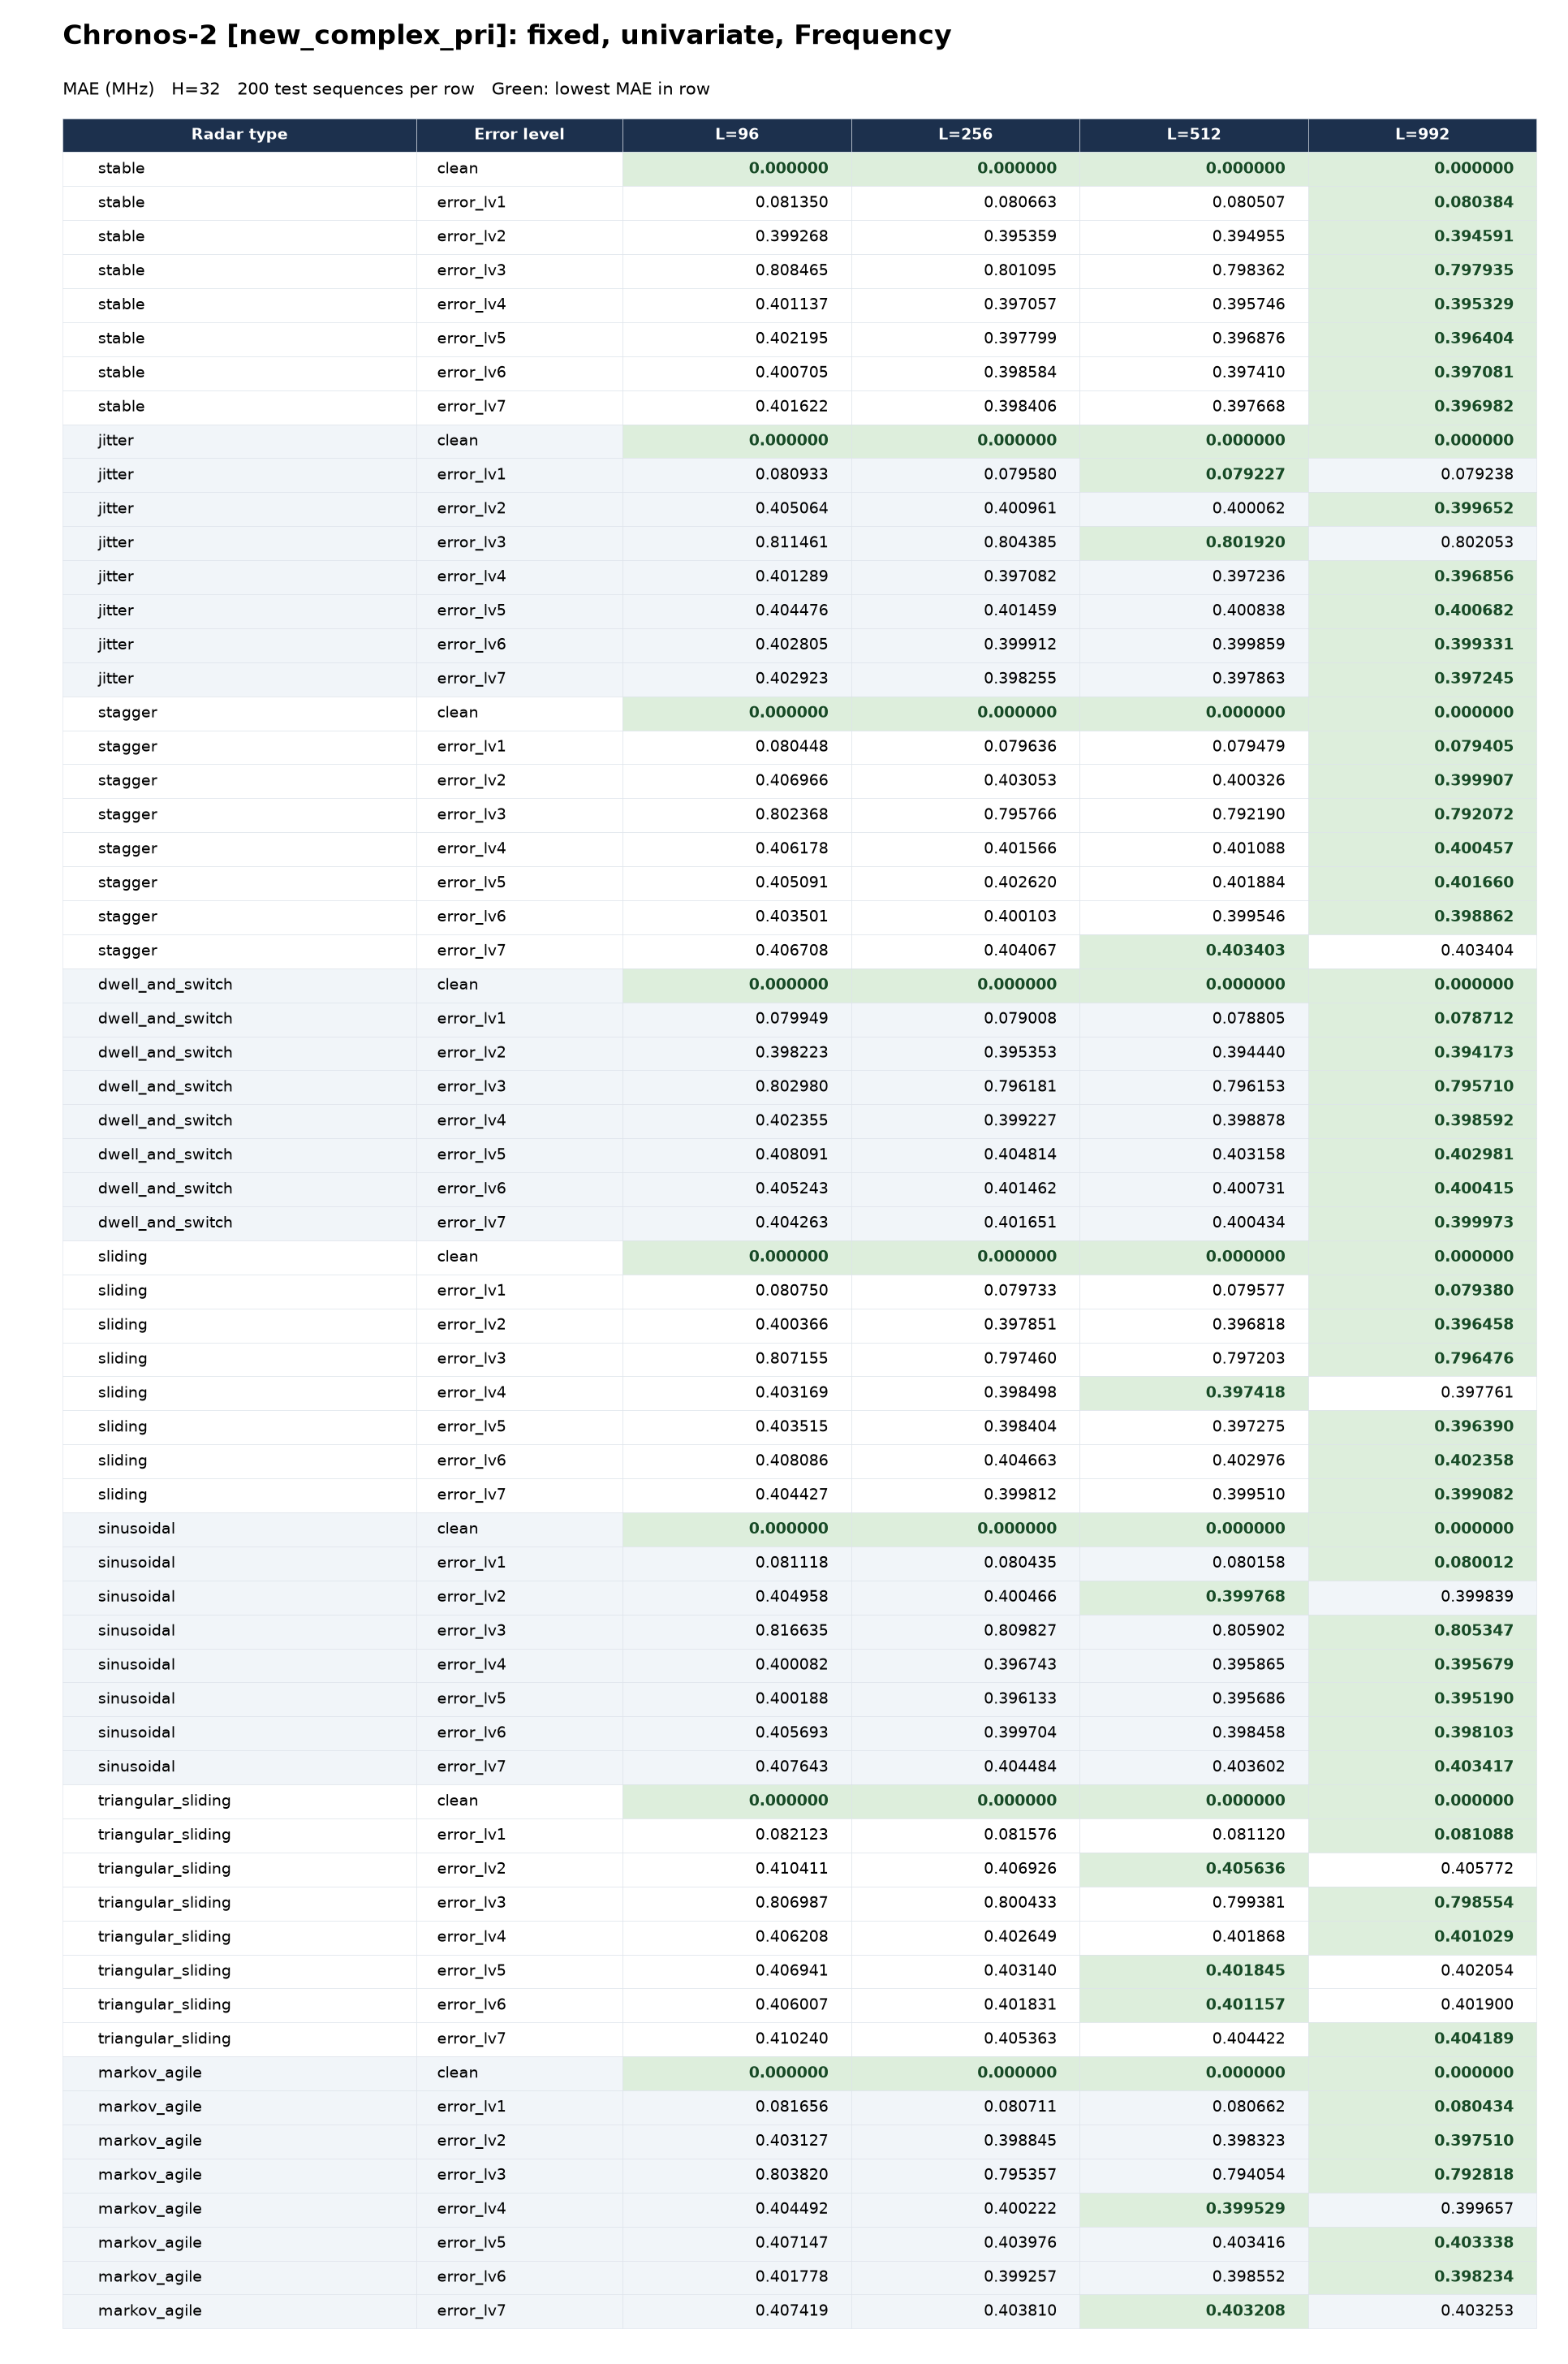 Chronos-2 [new_complex_pri]: fixed, univariate, Frequency
MAE (MHz) H=32 200 test sequences per row Green: lowest MAE in row
Radar type Error level L=96 L=256 L=512 L=992
stable clean 0.000000 0.000000 0.000000 0.000000
stable error_lv1 0.081350 0.080663 0.080507 0.080384
stable error_lv2 0.399268 0.395359 0.394955 0.394591
stable error_lv3 0.808465 0.801095 0.798362 0.797935
stable error_lv4 0.401137 0.397057 0.395746 0.395329
stable error_lv5 0.402195 0.397799 0.396876 0.396404
stable error_lv6 0.400705 0.398584 0.397410 0.397081
stable error_lv7 0.401622 0.398406 0.397668 0.396982
jitter clean 0.000000 0.000000 0.000000 0.000000
jitter error_lv1 0.080933 0.079580 0.079227 0.079238
jitter error_lv2 0.405064 0.400961 0.400062 0.399652
jitter error_lv3 0.811461 0.804385 0.801920 0.802053
jitter error_lv4 0.401289 0.397082 0.397236 0.396856
jitter error_lv5 0.404476 0.401459 0.400838 0.400682
jitter error_lv6 0.402805 0.399912 0.399859 0.399331
jitter error_lv7 0.402923 0.398255 0.397863 0.397245
stagger clean 0.000000 0.000000 0.000000 0.000000
stagger error_lv1 0.080448 0.079636 0.079479 0.079405
stagger error_lv2 0.406966 0.403053 0.400326 0.399907
stagger error_lv3 0.802368 0.795766 0.792190 0.792072
stagger error_lv4 0.406178 0.401566 0.401088 0.400457
stagger error_lv5 0.405091 0.402620 0.401884 0.401660
stagger error_lv6 0.403501 0.400103 0.399546 0.398862
stagger error_lv7 0.406708 0.404067 0.403403 0.403404
dwell_and_switch clean 0.000000 0.000000 0.000000 0.000000
dwell_and_switch error_lv1 0.079949 0.079008 0.078805 0.078712
dwell_and_switch error_lv2 0.398223 0.395353 0.394440 0.394173
dwell_and_switch error_lv3 0.802980 0.796181 0.796153 0.795710
dwell_and_switch error_lv4 0.402355 0.399227 0.398878 0.398592
dwell_and_switch error_lv5 0.408091 0.404814 0.403158 0.402981
dwell_and_switch error_lv6 0.405243 0.401462 0.400731 0.400415
dwell_and_switch error_lv7 0.404263 0.401651 0.400434 0.399973
sliding clean 0.000000 0.000000 0.000000 0.000000
sliding error_lv1 0.080750 0.079733 0.079577 0.079380
sliding error_lv2 0.400366 0.397851 0.396818 0.396458
sliding error_lv3 0.807155 0.797460 0.797203 0.796476
sliding error_lv4 0.403169 0.398498 0.397418 0.397761
sliding error_lv5 0.403515 0.398404 0.397275 0.396390
sliding error_lv6 0.408086 0.404663 0.402976 0.402358
sliding error_lv7 0.404427 0.399812 0.399510 0.399082
sinusoidal clean 0.000000 0.000000 0.000000 0.000000
sinusoidal error_lv1 0.081118 0.080435 0.080158 0.080012
sinusoidal error_lv2 0.404958 0.400466 0.399768 0.399839
sinusoidal error_lv3 0.816635 0.809827 0.805902 0.805347
sinusoidal error_lv4 0.400082 0.396743 0.395865 0.395679
sinusoidal error_lv5 0.400188 0.396133 0.395686 0.395190
sinusoidal error_lv6 0.405693 0.399704 0.398458 0.398103
sinusoidal error_lv7 0.407643 0.404484 0.403602 0.403417
triangular_sliding clean 0.000000 0.000000 0.000000 0.000000
triangular_sliding error_lv1 0.082123 0.081576 0.081120 0.081088
triangular_sliding error_lv2 0.410411 0.406926 0.405636 0.405772
triangular_sliding error_lv3 0.806987 0.800433 0.799381 0.798554
triangular_sliding error_lv4 0.406208 0.402649 0.401868 0.401029
triangular_sliding error_lv5 0.406941 0.403140 0.401845 0.402054
triangular_sliding error_lv6 0.406007 0.401831 0.401157 0.401900
triangular_sliding error_lv7 0.410240 0.405363 0.404422 0.404189
markov_agile clean 0.000000 0.000000 0.000000 0.000000
markov_agile error_lv1 0.081656 0.080711 0.080662 0.080434
markov_agile error_lv2 0.403127 0.398845 0.398323 0.397510
markov_agile error_lv3 0.803820 0.795357 0.794054 0.792818
markov_agile error_lv4 0.404492 0.400222 0.399529 0.399657
markov_agile error_lv5 0.407147 0.403976 0.403416 0.403338
markov_agile error_lv6 0.401778 0.399257 0.398552 0.398234
markov_agile error_lv7 0.407419 0.403810 0.403208 0.403253